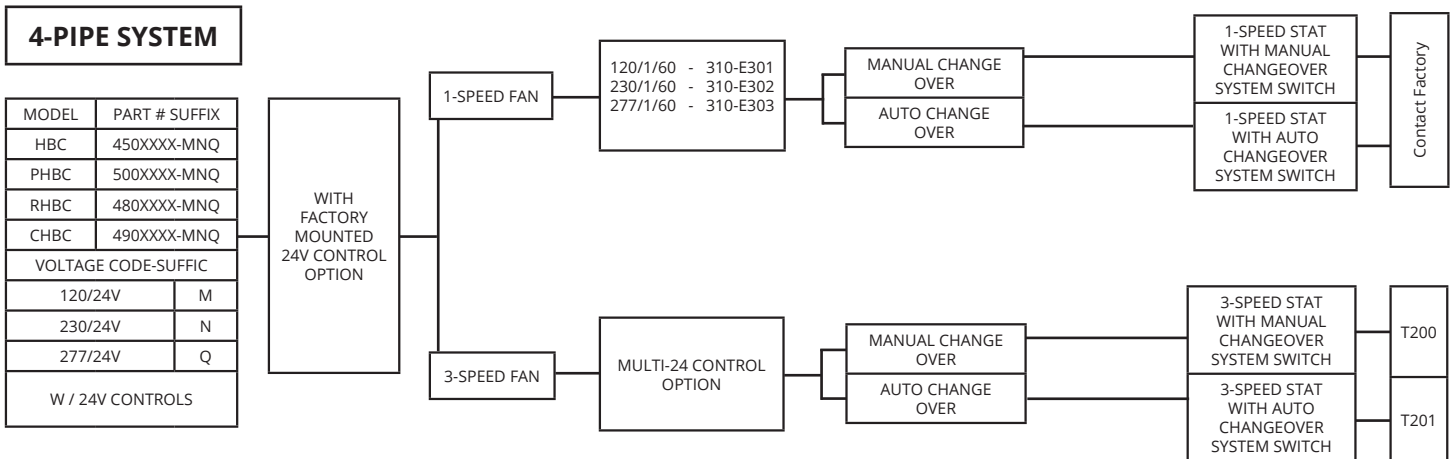 4-PIPE SYSTEM
MODEL PART # SUFFIX
HBC 450XXXX-MNQ
PHBC 500XXXX-MNQ
RHBC 480XXXX-MNQ
CHBC 490XXXX-MNQ
VOLTAGE CODE-SUFFIC
120/24V M
230/24V N
277/24V Q
W / 24V CONTROLS
WITH
FACTORY
MOUNTED
24V CONTROL
OPTION
1-SPEED FAN
120/1/60 - 310-E301
230/1/60 - 310-E302
277/1/60 - 310-E303
MANUAL CHANGE
OVER
AUTO CHANGE
OVER
1-SPEED STAT
WITH MANUAL
CHANGEOVER
SYSTEM SWITCH
1-SPEED STAT
WITH AUTO
CHANGEOVER
SYSTEM SWITCH
Contact Factory
3-SPEED FAN
MULTI-24 CONTROL
OPTION
MANUAL CHANGE
OVER
AUTO CHANGE
OVER
3-SPEED STAT
WITH MANUAL
CHANGEOVER
SYSTEM SWITCH
3-SPEED STAT
WITH AUTO
CHANGEOVER
SYSTEM SWITCH
T200
T201